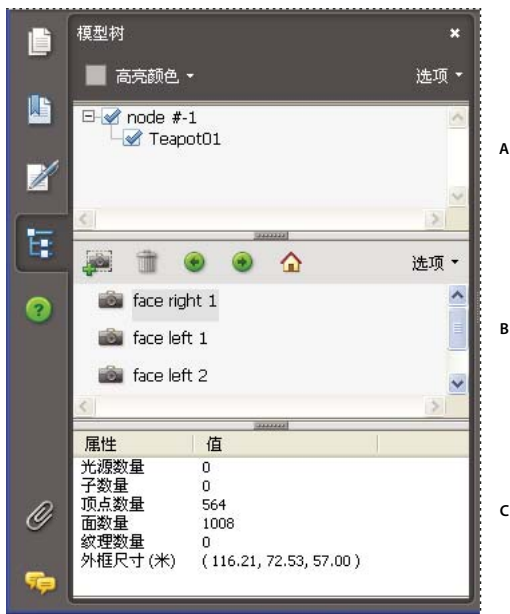 模型树
高亮颜色
选项
node #-1
Teapot01
A
选项
face right 1
face left 1
face left 2
B
属性 值
光源数量 0
子数量 0
顶点数量 564
面数量 1008
纹理数量 0
外框尺寸(米) ( 116.21, 72.53, 57.00 )
C